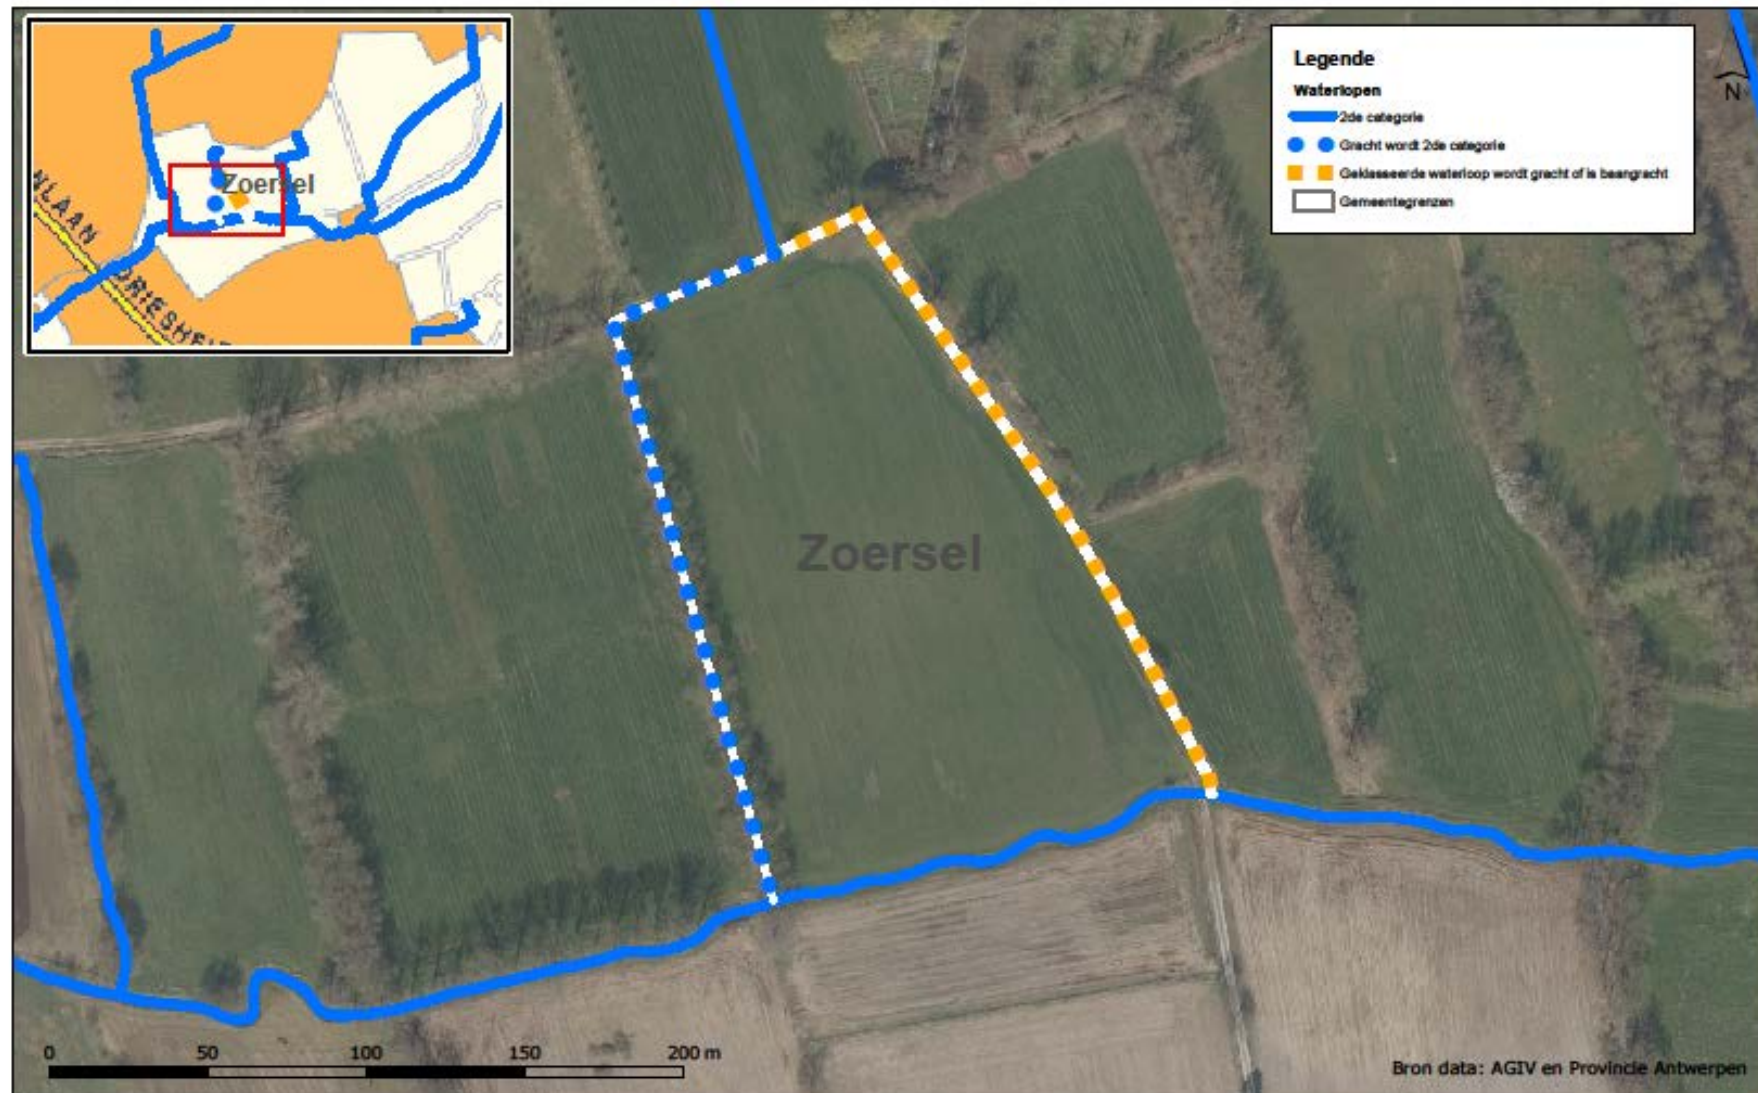 Zoersel
NLAAN
DRIESHEI
Legende
Waterlopen
2de categorie
Gracht wordt 2de categorie
Geklasseerde waterloop wordt gracht of is baangracht
Gemeentegrenzen
N
Zoersel
0 50 100 150 200 m
Bron data: AGIV en Provincie Antwerpen